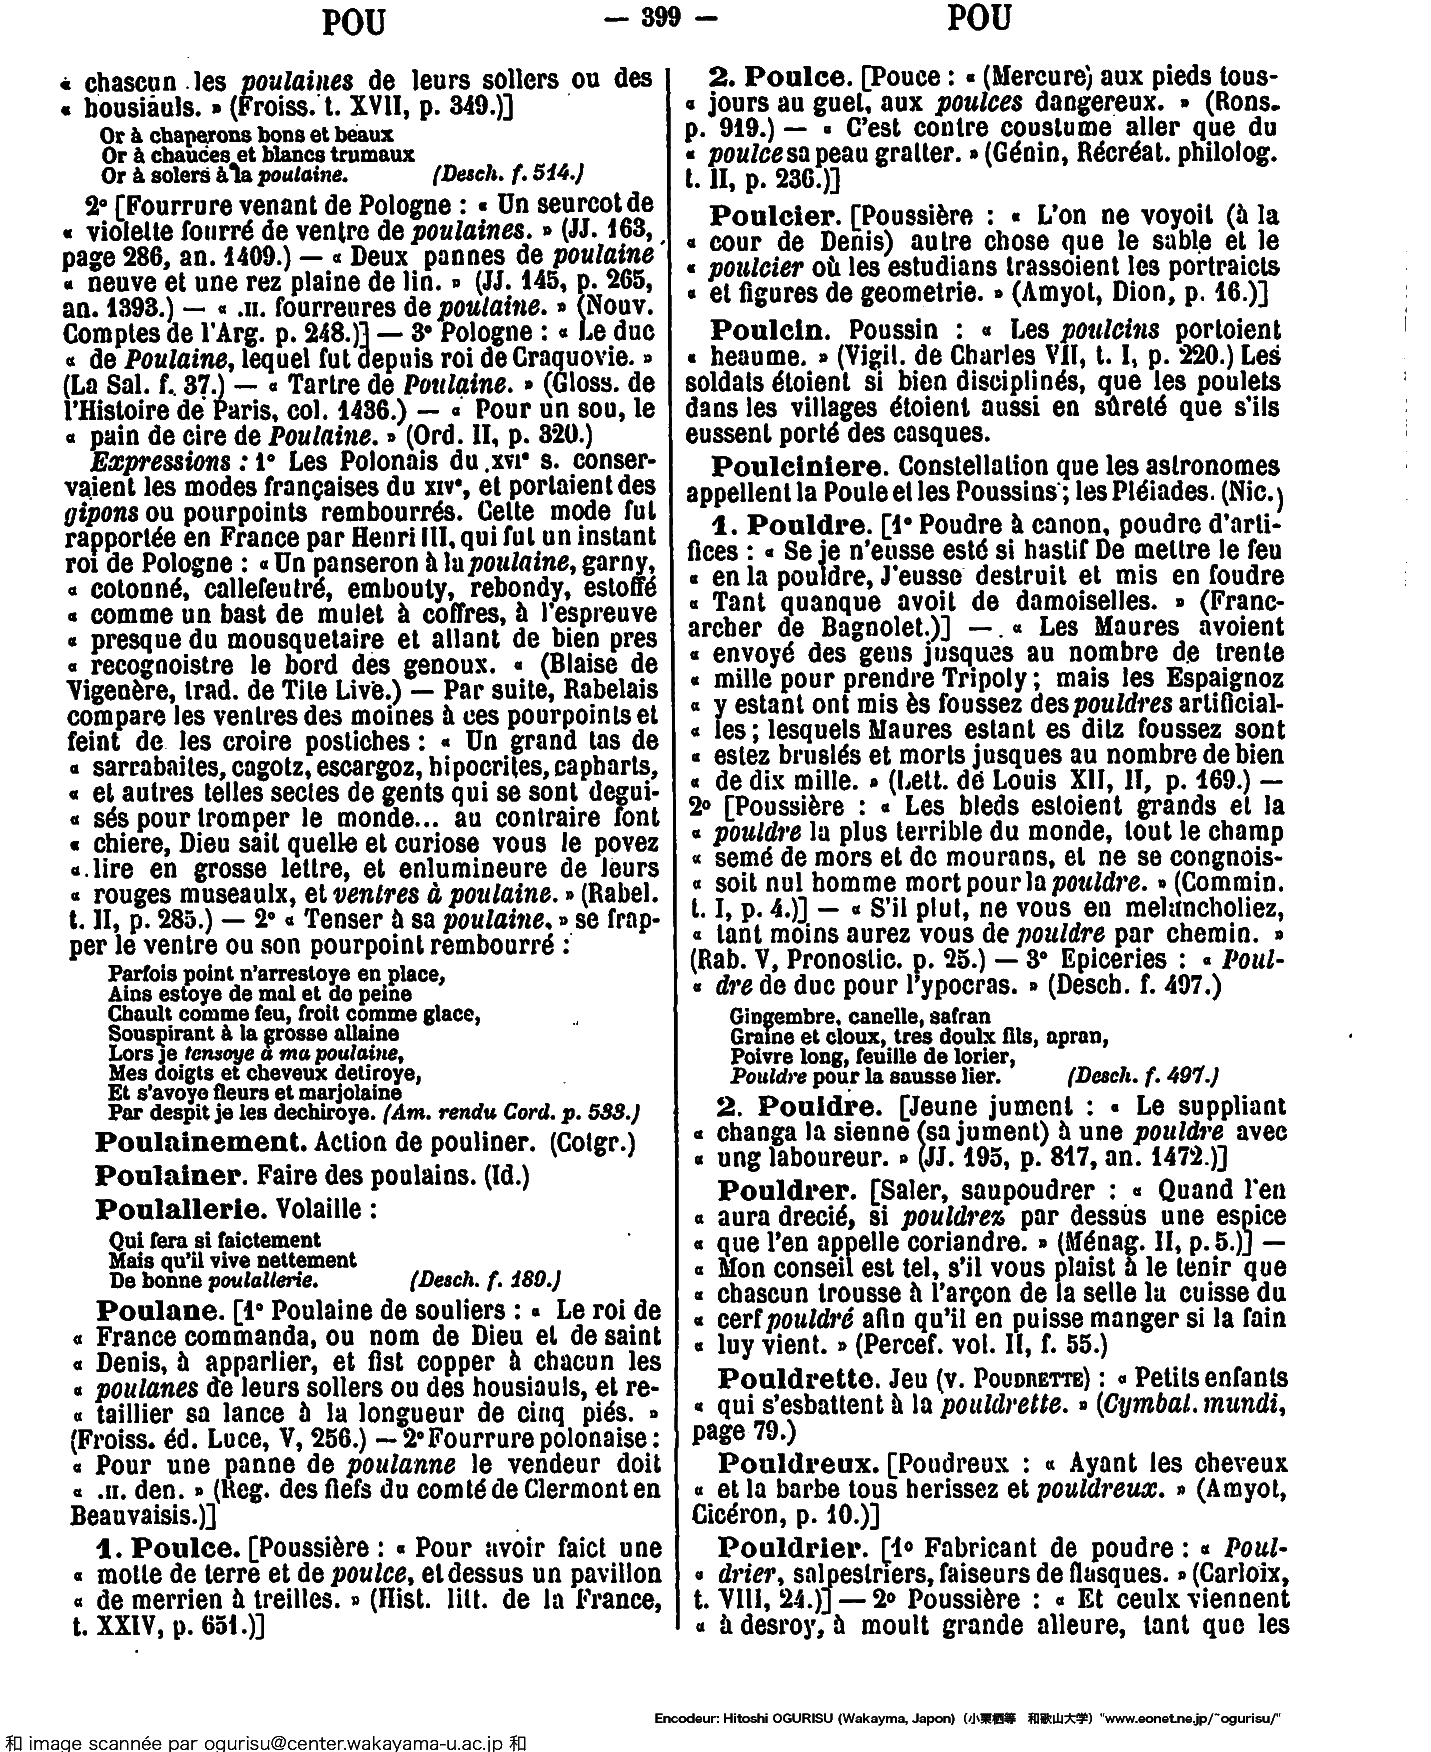 POU
— 399 —
POU
« chascun les poulaines de leurs sollers ou des
« housiauls. » (Froiss. t. XVII, p. 349.)]
Or à chaperons bons et beaux
Or à chauces et blancs trumaux
Or à solers à la poulaine. (Desch. f. 514.)
2° [Fourrure venant de Pologne : « Un seurcot de
« violette fourré de ventre de poulaines. » (JJ. 163,
page 286, an. 1409.) — « Deux pannes de poulaine
« neuve et une rez plaine de lin. » (JJ. 145, p. 265,
an. 1393.) — « .II. fourreures de poulaine. » (Nouv.
Comptes de l'Arg. p. 248.)] — 3° Pologne : « Le duc
« de Poulaine, lequel fut depuis roi de Craquovie. »
(La Sal. f. 37.) — « Tartre de Poulaine. » (Gloss. de
l'Histoire de Paris, col. 1436.) — « Pour un sou, le
« pain de cire de Poulaine. » (Ord. II, p. 320.)
Expressions : 1° Les Polonais du XVIe s. conser-
vaient les modes françaises du XIVe, et portaient des
gipons ou pourpoints rembourrés. Cette mode fut
rapportée en France par Henri III, qui fut un instant
roi de Pologne : « Un panseron à la poulaine, garny,
« cotonné, callefeutré, embouty, rebondy, estoffé
« comme un bast de mulet à coffres, à l'espreuve
« presque du mousquetaire et allant de bien pres
« recognoistre le bord des genoux. « (Blaise de
Vigenère, trad. de Tite Live.) — Par suite, Rabelais
compare les ventres des moines à ces pourpoints et
feint de les croire postiches : « Un grand tas de
« sarrabaites, cagotz, escargoz, hipocrites, capharts,
« et autres telles sectes de gents qui se sont degui-
« sés pour tromper le monde... au contraire font
« chiere, Dieu sait quelle et curiose vous le povez
« lire en grosse lettre, et enlumineure de leurs
« rouges museaulx, et ventres à poulaine. » (Rabel.
t. II, p. 285.) — 2° « Tenser à sa poulaine, » se frap-
per le ventre ou son pourpoint rembourré :
Parfois point n'arrestoye en place,
Ains estoye de mal et de peine
Chault comme feu, froit comme glace,
Souspirant à la grosse allaine
Lors je tensoye à ma poulaine,
Mes doigts et cheveux detiroye,
Et s'avoye fleurs et marjolaine
Par despit je les dechiroye. (Am. rendu Cord. p. 533.)
Poulainement. Action de pouliner. (Cotgr.)
Poulainer. Faire des poulains. (Id.)
Poulallerie. Volaille :
Qui fera si faictement
Mais qu'il vive nettement
De bonne poulallerie. (Desch. f. 180.)
Poulane. [1° Poulaine de souliers : « Le roi de
« France commanda, ou nom de Dieu et de saint
« Denis, à apparlier, et fist copper à chacun les
« poulanes de leurs sollers ou des housiauls, et re-
« taillier sa lance à la longueur de cinq piés. »
(Froiss. éd. Luce, V, 256.) — 2° Fourrure polonaise :
« Pour une panne de poulanne le vendeur doit
« .II. den. » (Reg. des fiefs du comté de Clermont en
Beauvaisis.)]
1. Poulce. [Poussière : « Pour avoir faict une
« motte de terre et de poulce, et dessus un pavillon
« de merrien à treilles. » (Hist. litt. de la France,
t. XXIV, p. 651.)]
2. Poulce. [Pouce : « (Mercure) aux pieds tous-
« jours au guet, aux poulces dangereux. » (Rons.
p. 919.) — « C'est contre coustume aller que du
« poulce sa peau gratter. » (Génin, Récréat. philolog.
t. II, p. 236.)]
Poulcier. [Poussière : « L'on ne voyoit (à la
« cour de Denis) autre chose que le sable et le
« poulcier où les estudians trassoient les portraicts
« et figures de geometrie. » (Amyot, Dion, p. 16.)]
Poulcin. Poussin : « Les poulcins portoient
« heaume. » (Vigil. de Charles VII, t. I, p. 220.) Les
soldats étoient si bien disciplinés, que les poulets
dans les villages étoient aussi en sûreté que s'ils
eussent porté des casques.
Poulciniere. Constellation que les astronomes
appellent la Poule et les Poussins ; les Pléiades. (Nic.)
1. Pouldre. [1° Poudre à canon, poudre d'arti-
fices : « Se je n'eusse esté si hastif De mettre le feu
« en la pouldre, J'eusse destruit et mis en foudre
« Tant quanque avoit de damoiselles. » (Franc-
archer de Bagnolet.)] — « Les Maures avoient
« envoyé des gens jusques au nombre de trente
« mille pour prendre Tripoly ; mais les Espaignoz
« y estant ont mis ès foussez des pouldres artificial-
« les ; lesquels Maures estant es ditz foussez sont
« estez bruslés et morts jusques au nombre de bien
« de dix mille. » (Lett. de Louis XII, II, p. 169.) —
2° [Poussière : « Les bleds estoient grands et la
« pouldre la plus terrible du monde, tout le champ
« semé de mors et de mourans, et ne se congnois-
« soit nul homme mort pour la pouldre. » (Commin.
t. I, p. 4.)] — « S'il plut, ne vous en melancholiez,
« tant moins aurez vous de pouldre par chemin. »
(Rab. V, Pronostic. p. 25.) — 3° Epiceries : « Poul-
« dre de duc pour l'ypocras. » (Desch. f. 497.)
Gingembre, canelle, safran
Graine et cloux, tres doulx fils, apran,
Poivre long, feuille de lorier,
Pouldre pour la sausse lier. (Desch. f. 497.)
2. Pouldre. [Jeune jument : « Le suppliant
« changa la sienne (sa jument) à une pouldre avec
« ung laboureur. » (JJ. 195, p. 817, an. 1472.)]
Pouldrer. [Saler, saupoudrer : « Quand l'en
« aura drecié, si pouldrez par dessus une espice
« que l'en appelle coriandre. » (Ménag. II, p. 5.)] —
« Mon conseil est tel, s'il vous plaist à le tenir que
« chascun trousse à l'arçon de la selle la cuisse du
« cerf pouldré afin qu'il en puisse manger si la fain
« luy vient. » (Percef. vol. II, f. 55.)
Pouldrette. Jeu (v. POUDRETTE) : « Petits enfants
« qui s'esbattent à la pouldrette. » (Cymbal. mundi,
page 79.)
Pouldreux. [Poudreux : « Ayant les cheveux
« et la barbe tous herissez et pouldreux. » (Amyot,
Cicéron, p. 10.)]
Pouldrier. [1° Fabricant de poudre : « Poul-
« drier, salpestriers, faiseurs de flasques. » (Carloix,
t. VIII, 24.)] — 2° Poussière : « Et ceulx viennent
« à desroy, à moult grande alleure, tant que les
Encodeur: Hitoshi OGURISU (Wakayma, Japon) (小栗栖等 和歌山大学) "www.eonet.ne.jp/~ogurisu/"
和 image scannée par ogurisu@center.wakayama-u.ac.jp 和